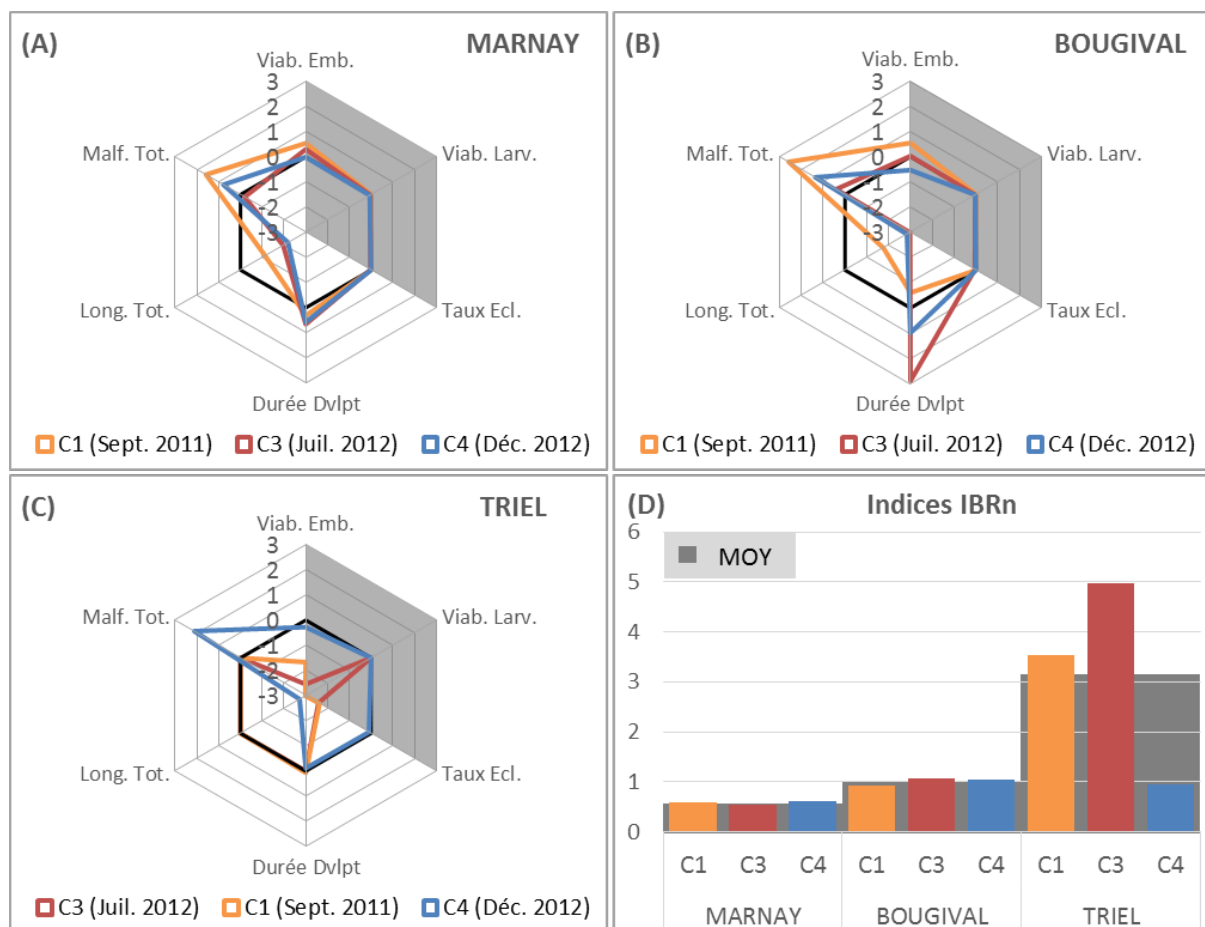 (A) MARNAY
Viab. Emb.
3
2
1
0
-1
-2
-3
Malf. Tot.
Viab. Larv.
Long. Tot.
Taux Ecl.
Durée Dvlpt
C1 (Sept. 2011) C3 (Juil. 2012) C4 (Déc. 2012)
(B) BOUGIVAL
Viab. Emb.
3
2
1
0
-1
-2
-3
Malf. Tot.
Viab. Larv.
Long. Tot.
Taux Ecl.
Durée Dvlpt
C1 (Sept. 2011) C3 (Juil. 2012) C4 (Déc. 2012)
(C) TRIEL
Viab. Emb.
3
2
1
0
-1
-2
-3
Malf. Tot.
Viab. Larv.
Long. Tot.
Taux Ecl.
Durée Dvlpt
C3 (Juil. 2012) C1 (Sept. 2011) C4 (Déc. 2012)
(D) Indices IBRn
MOY
6
5
4
3
2
1
0
C1 C3 C4 C1 C3 C4 C1 C3 C4
MARNAY BOUGIVAL TRIEL